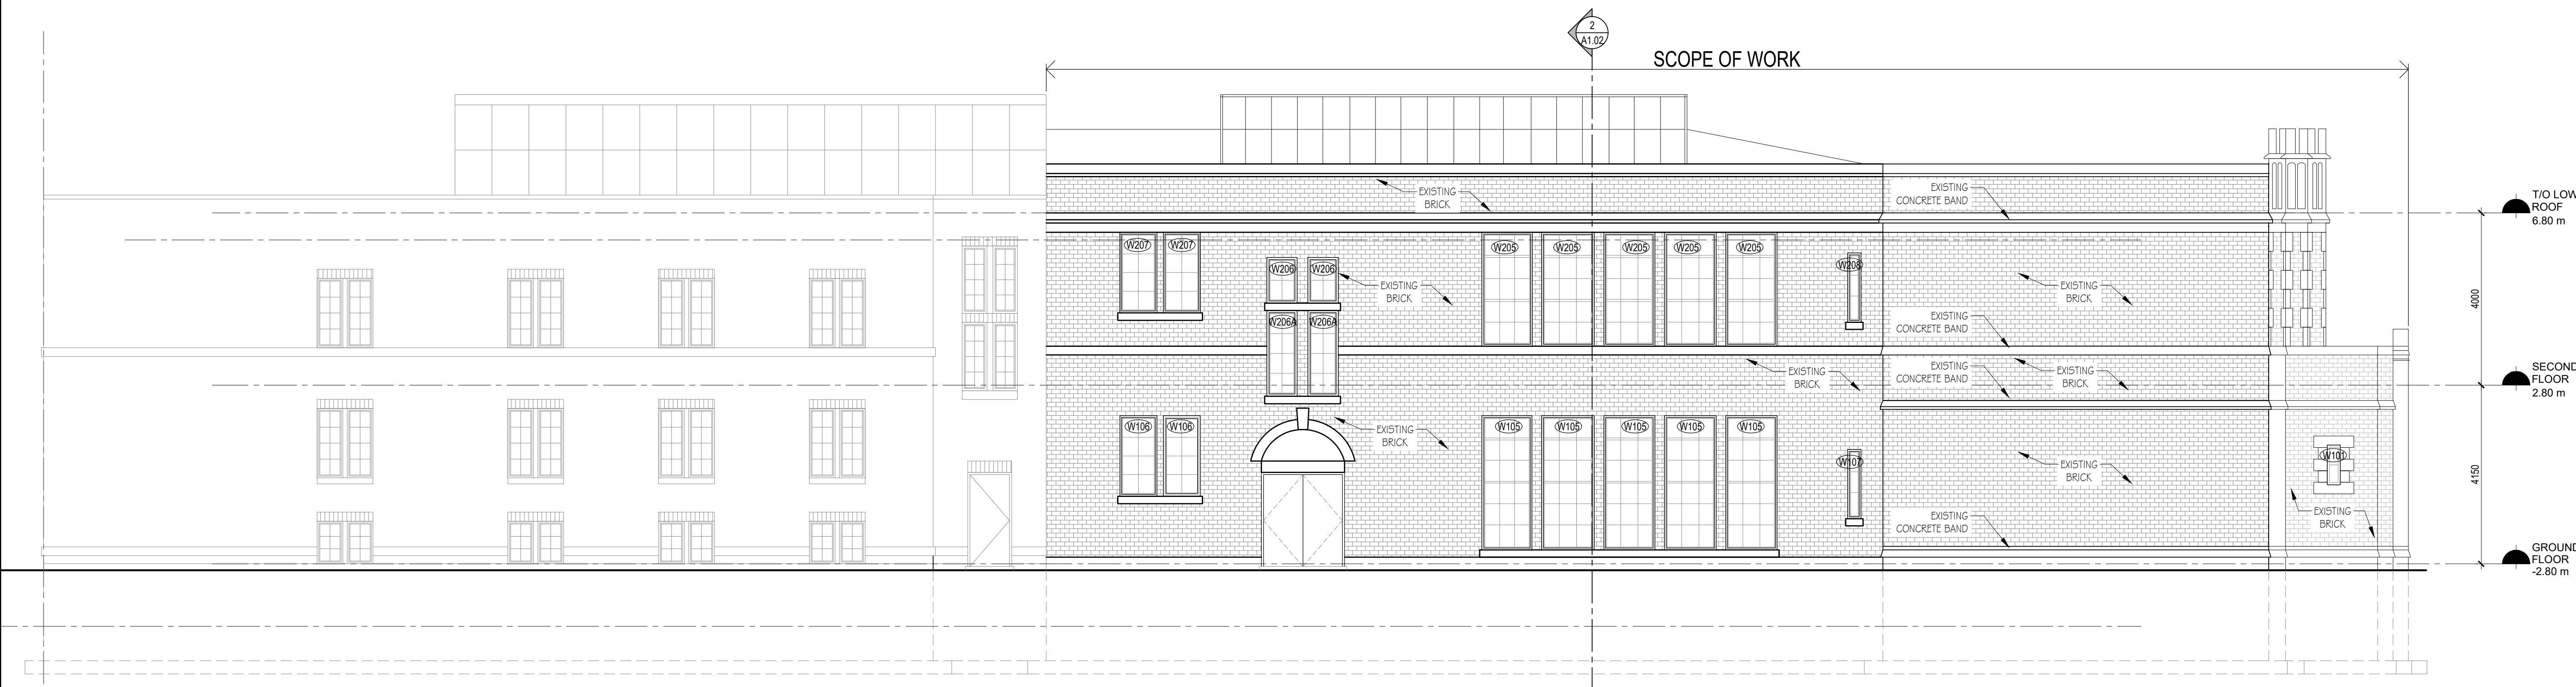 2
A1.02
SCOPE OF WORK
EXISTING
BRICK
EXISTING
CONCRETE BAND
T/O LOW
ROOF
6.80 m
W207
W207
W205
W205
W205
W205
W205
W206
W206
W208
EXISTING
BRICK
EXISTING
BRICK
4000
W206A
W206A
EXISTING
CONCRETE BAND
EXISTING
BRICK
EXISTING
CONCRETE BAND
EXISTING
BRICK
SECOND
FLOOR
2.80 m
W106
W106
EXISTING
BRICK
W105
W105
W105
W105
W105
W107
EXISTING
BRICK
W101
4150
EXISTING
CONCRETE BAND
EXISTING
BRICK
GROUND
FLOOR
-2.80 m